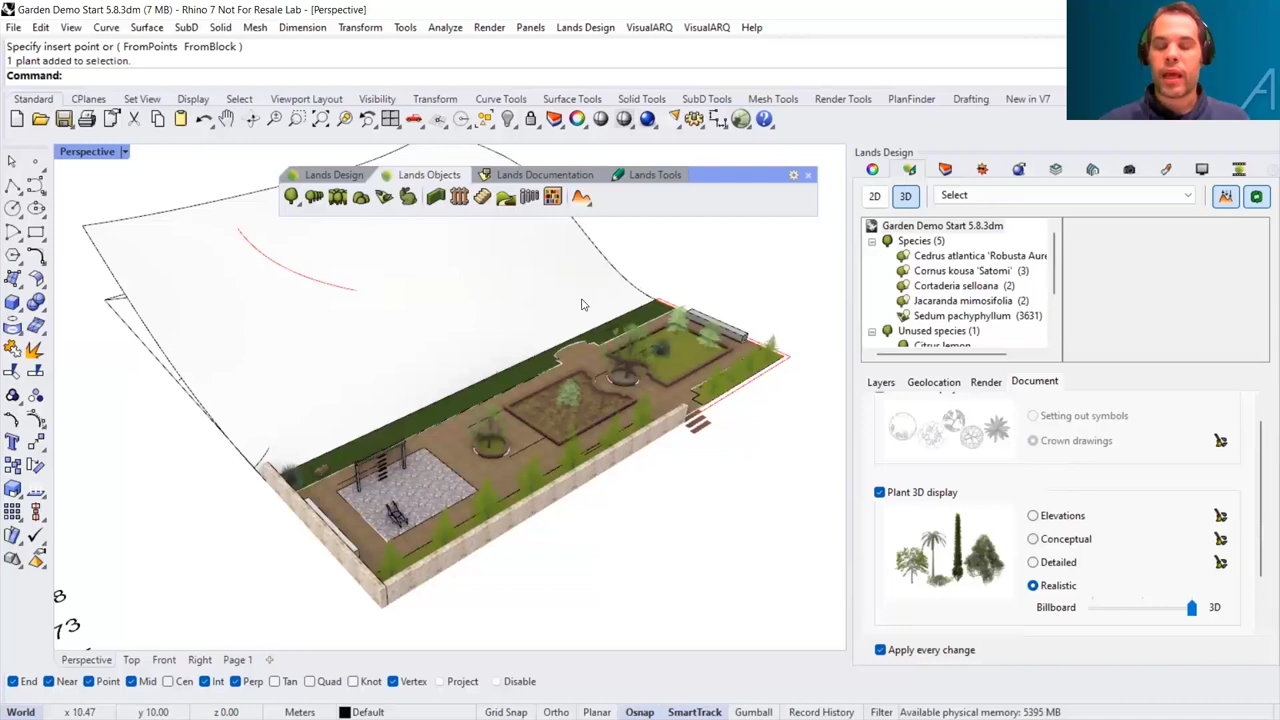 Garden Demo Start 5.8.3dm (7 MB) - Rhino 7 Not For Resale Lab - [Perspective]
File Edit View Curve Surface SubD Solid Mesh Dimension Transform Tools Analyze Render Panels Lands Design VisualARQ VisualARQ Help
Specify insert point or ( FromPoints FromBlock )
1 plant added to selection.
Command:
Standard CPlanes Set View Display Select Viewport Layout Visibility Transform Curve Tools Surface Tools Solid Tools SubD Tools Mesh Tools Render Tools PlanFinder Drafting New in V7
Perspective
Lands Design Lands Objects Lands Documentation Lands Tools
Lands Design
2D 3D Select
Garden Demo Start 5.8.3dm
Species (5)
Cedrus atlantica 'Robusta Aure
Cornus kousa 'Satomi' (3)
Cortaderia selloana (2)
Jacaranda mimosifolia (2)
Sedum pachyphyllum (3631)
Unused species (1)
Citrus lemon
Layers Geolocation Render Document
Setting out symbols
Crown drawings
Plant 3D display
Elevations
Conceptual
Detailed
Realistic
Billboard 3D
Apply every change
8
73
Perspective Top Front Right Page 1
End Near Point Mid Cen Int Perp Tan Quad Knot Vertex Project Disable
World x 10.47 y 10.00 z 0.00 Meters Default Grid Snap Ortho Planar Osnap SmartTrack Gumball Record History Filter Available physical memory: 5395 MB